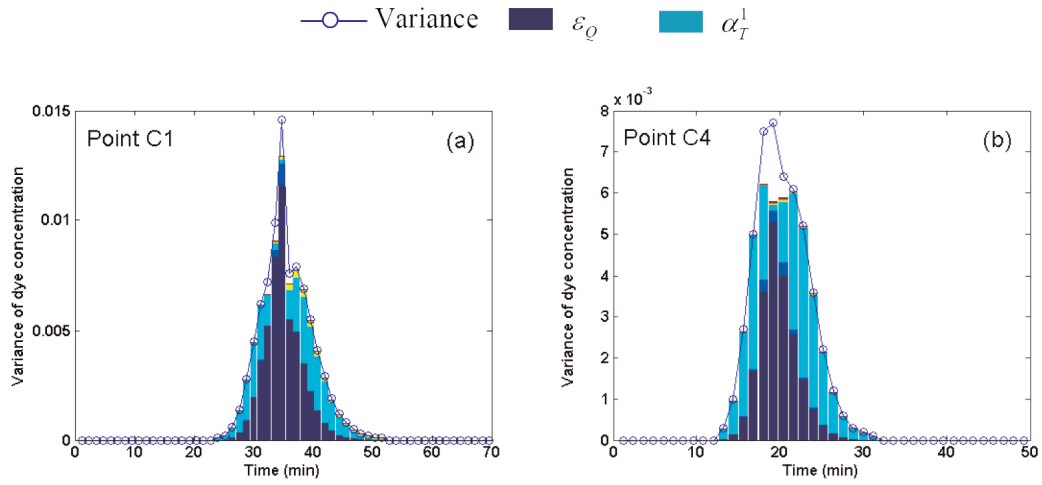 Variance ε_Q α_T^1
Point C1 (a)
Variance of dye concentration
0.015
0.01
0.005
0
0 10 20 30 40 50 60 70
Time (min)
x 10^-3
Point C4 (b)
Variance of dye concentration
8
7
6
5
4
3
2
1
0
0 10 20 30 40 50
Time (min)